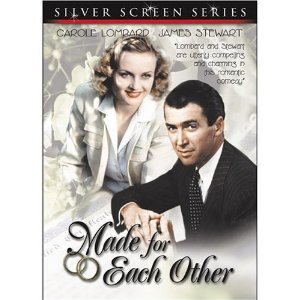 SILVER SCREEN SERIES
CAROLE LOMBARD JAMES STEWART
"Lombard and Stewart
are utterly competing
and charming in
this romantic
comedy"
Made for
Each Other